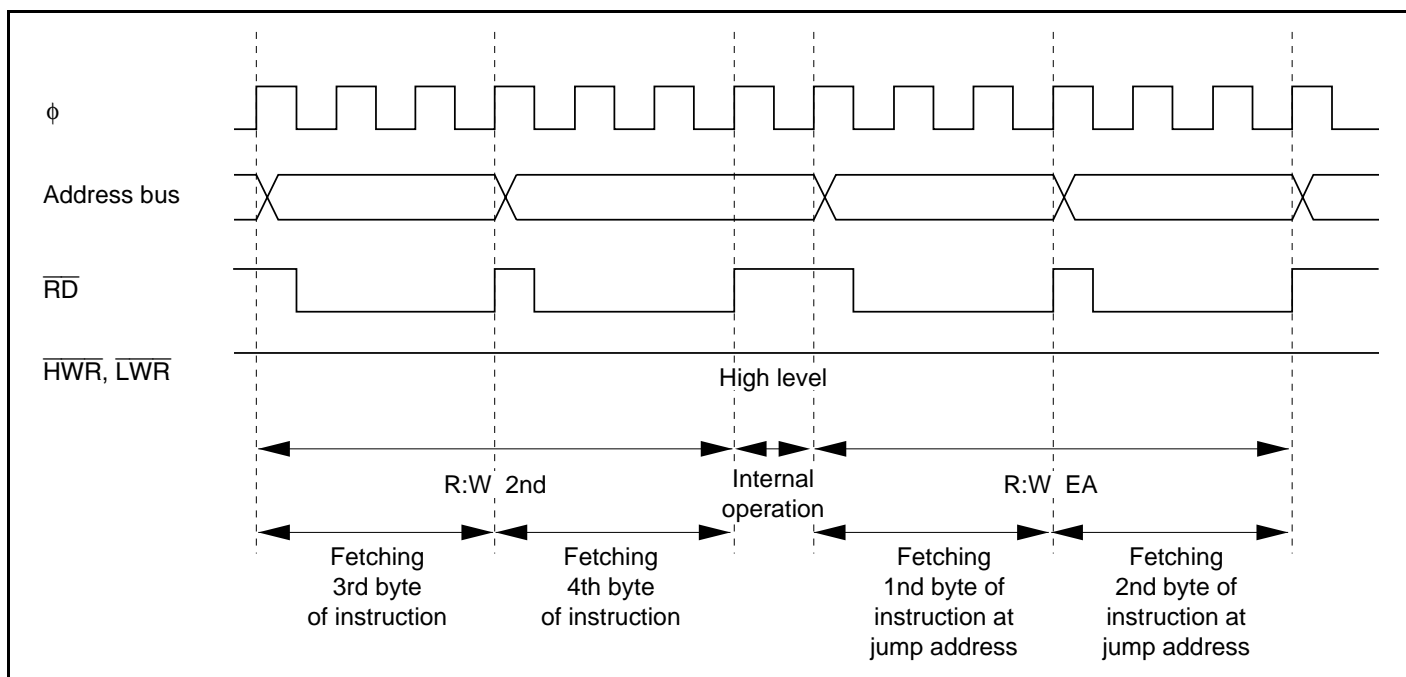 ϕ
Address bus
RD
HWR, LWR
High level
R:W 2nd
Internal
operation
R:W EA
Fetching
3rd byte
of instruction
Fetching
4th byte
of instruction
Fetching
1nd byte of
instruction at
jump address
Fetching
2nd byte of
instruction at
jump address